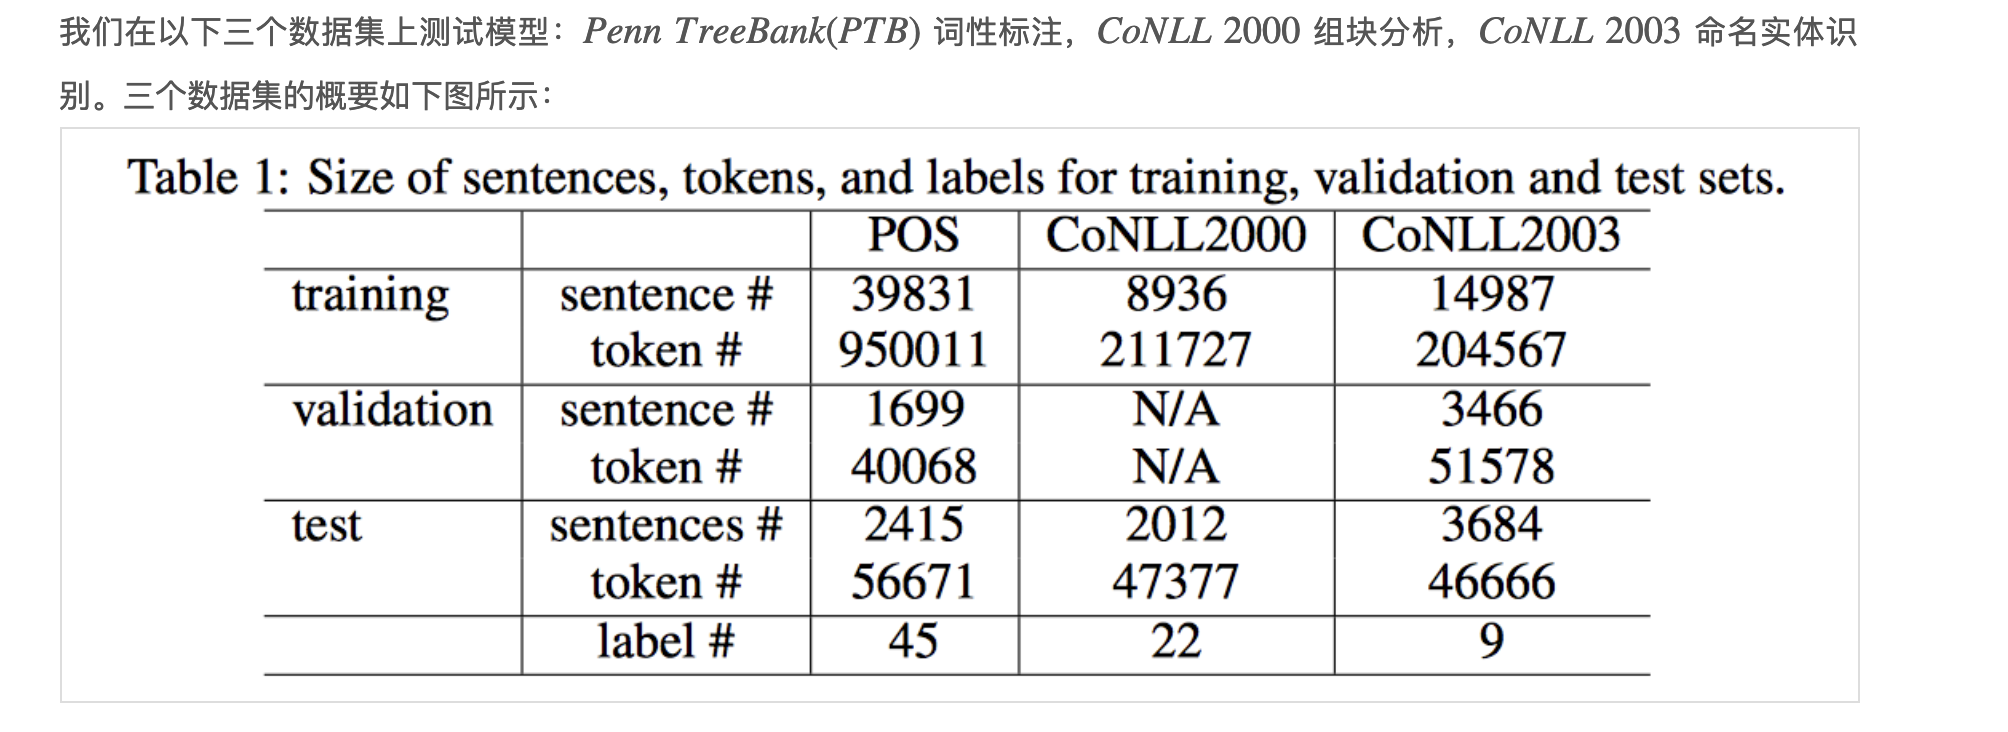 我们在以下三个数据集上测试模型：Penn TreeBank(PTB) 词性标注，CoNLL 2000 组块分析，CoNLL 2003 命名实体识
别。三个数据集的概要如下图所示：
Table 1: Size of sentences, tokens, and labels for training, validation and test sets.
POS CoNLL2000 CoNLL2003
training sentence # 39831 8936 14987
token # 950011 211727 204567
validation sentence # 1699 N/A 3466
token # 40068 N/A 51578
test sentences # 2415 2012 3684
token # 56671 47377 46666
label # 45 22 9